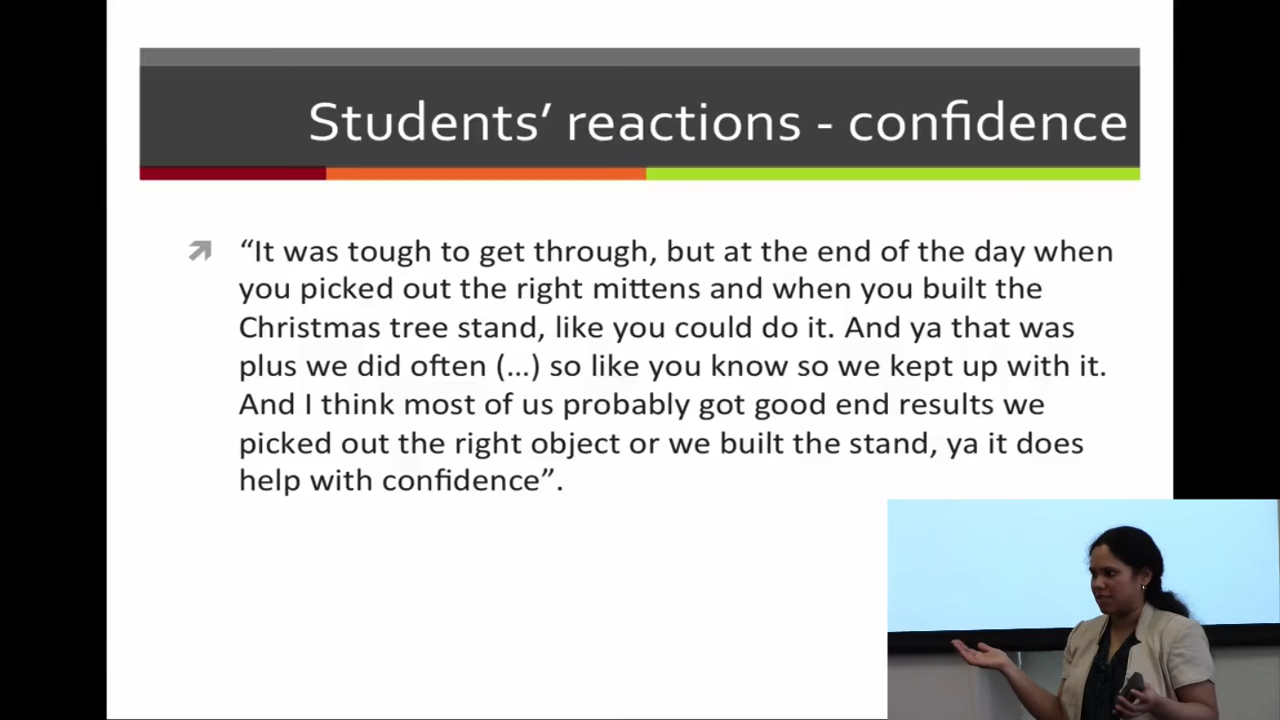 Students’ reactions - confidence
“It was tough to get through, but at the end of the day when
you picked out the right mittens and when you built the
Christmas tree stand, like you could do it. And ya that was
plus we did often (...) so like you know so we kept up with it.
And I think most of us probably got good end results we
picked out the right object or we built the stand, ya it does
help with confidence”.